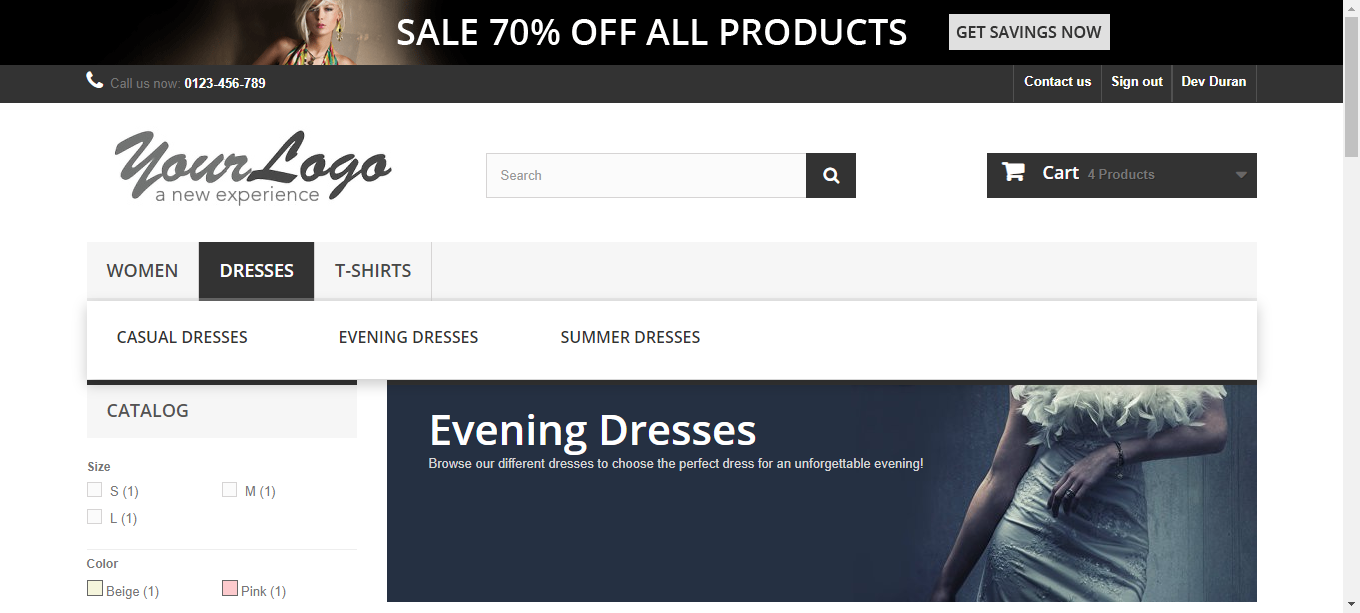 SALE 70% OFF ALL PRODUCTS GET SAVINGS NOW
Call us now: 0123-456-789 Contact us Sign out Dev Duran
YourLogo
a new experience
Search
Cart 4 Products
WOMEN DRESSES T-SHIRTS
CASUAL DRESSES EVENING DRESSES SUMMER DRESSES
CATALOG
Size
S (1) M (1)
L (1)
Color
Beige (1) Pink (1)
Evening Dresses
Browse our different dresses to choose the perfect dress for an unforgettable evening!